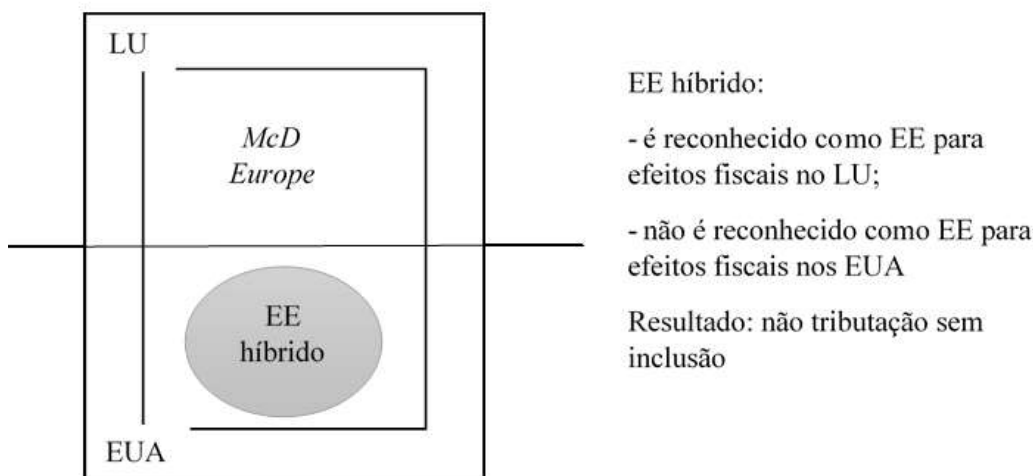 LU
McD
Europe
EE
híbrido
EUA
EE híbrido:
- é reconhecido como EE para
efeitos fiscais no LU;
- não é reconhecido como EE para
efeitos fiscais nos EUA
Resultado: não tributação sem
inclusão